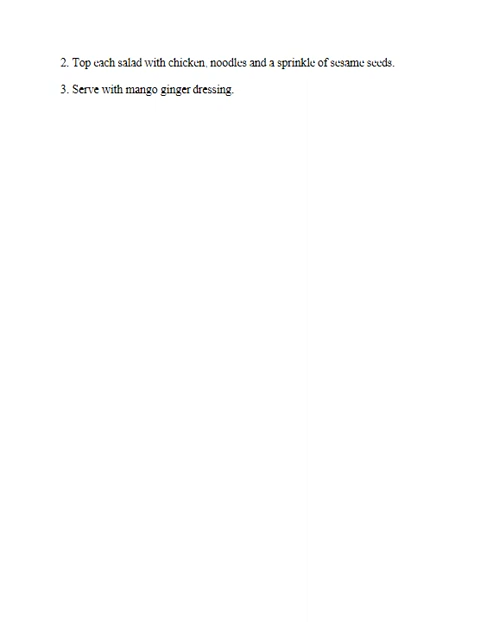 2. Top each salad with chicken, noodles and a sprinkle of sesame seeds.
3. Serve with mango ginger dressing.